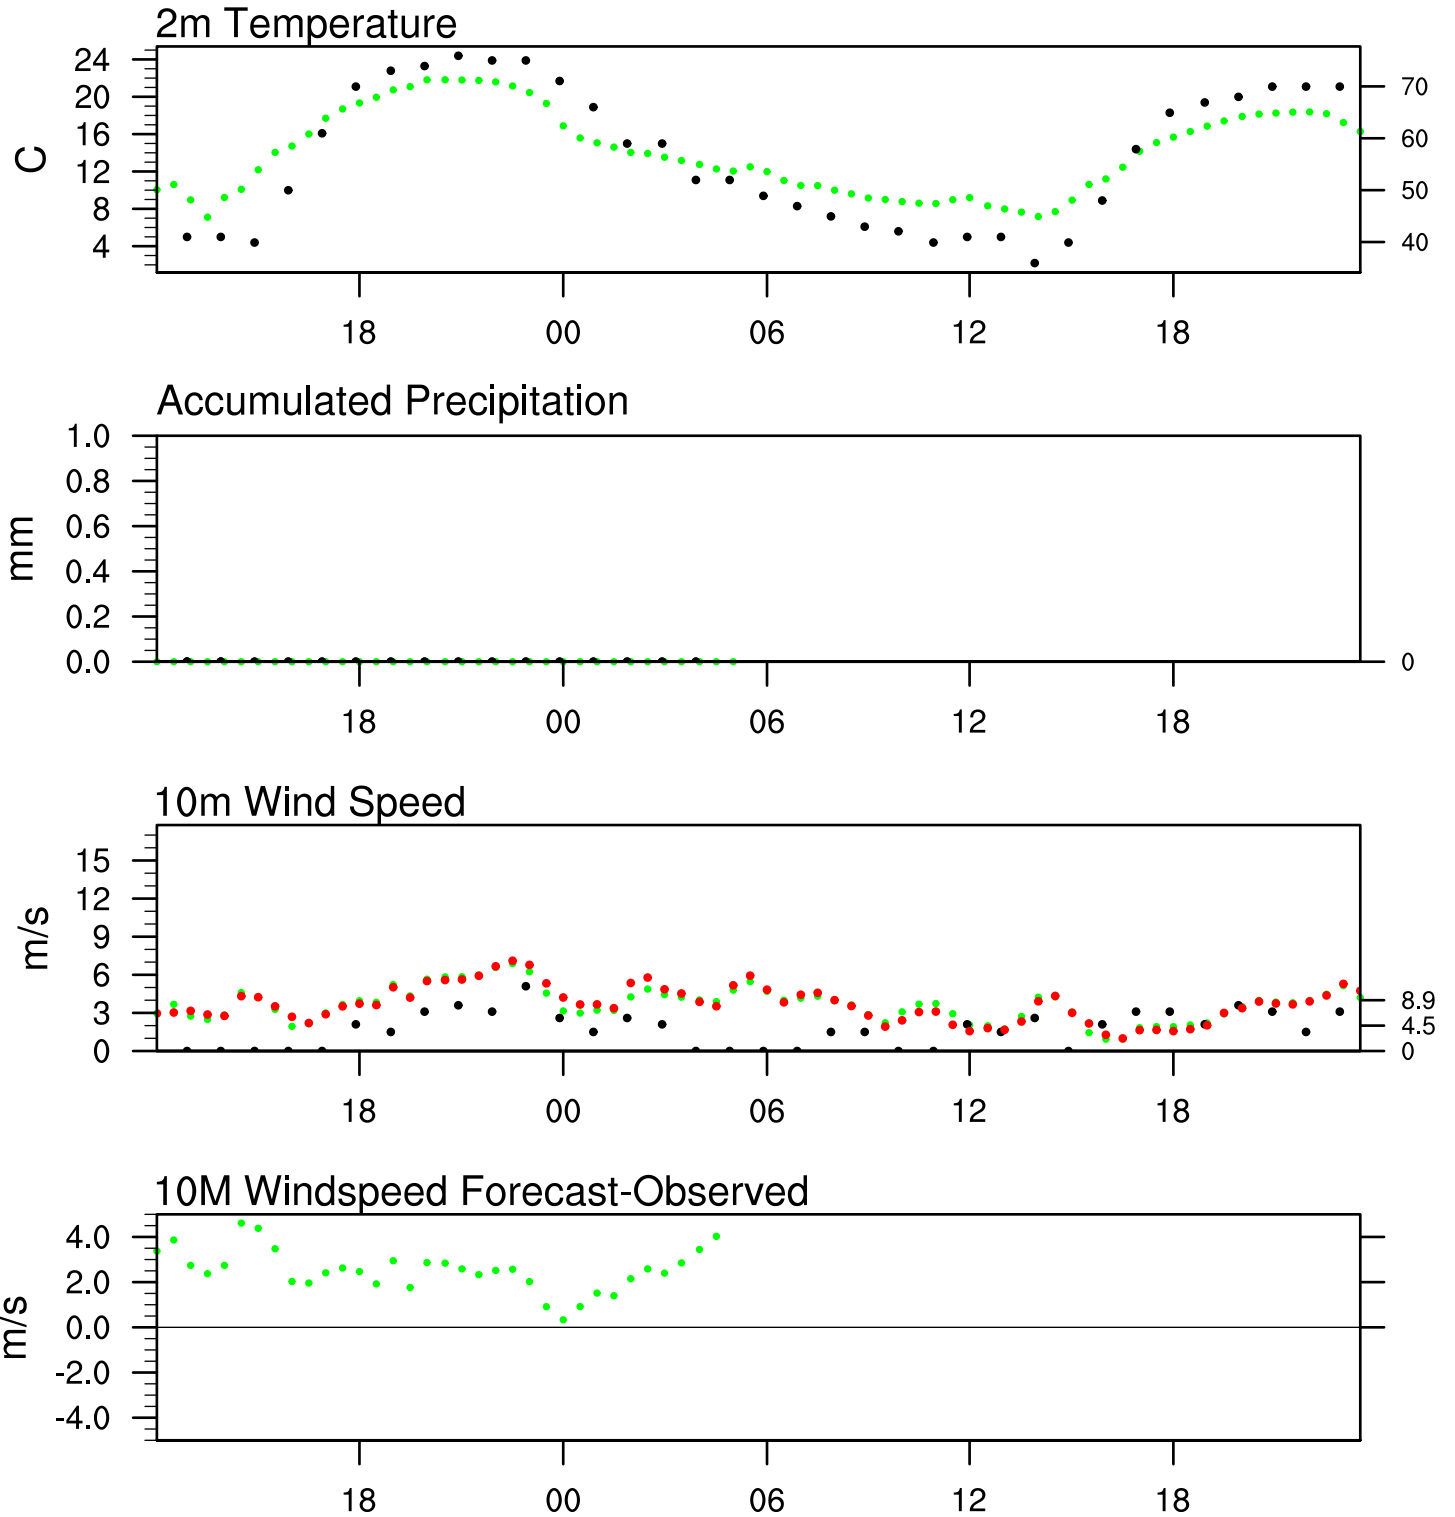 2m Temperature
24
20
16
12
8
4
C
70
60
50
40
18 00 06 12 18
Accumulated Precipitation
1.0
0.8
0.6
0.4
0.2
0.0
mm
0
18 00 06 12 18
10m Wind Speed
15
12
9
6
3
0
m/s
8.9
4.5
0
18 00 06 12 18
10M Windspeed Forecast-Observed
4.0
2.0
0.0
-2.0
-4.0
m/s
18 00 06 12 18